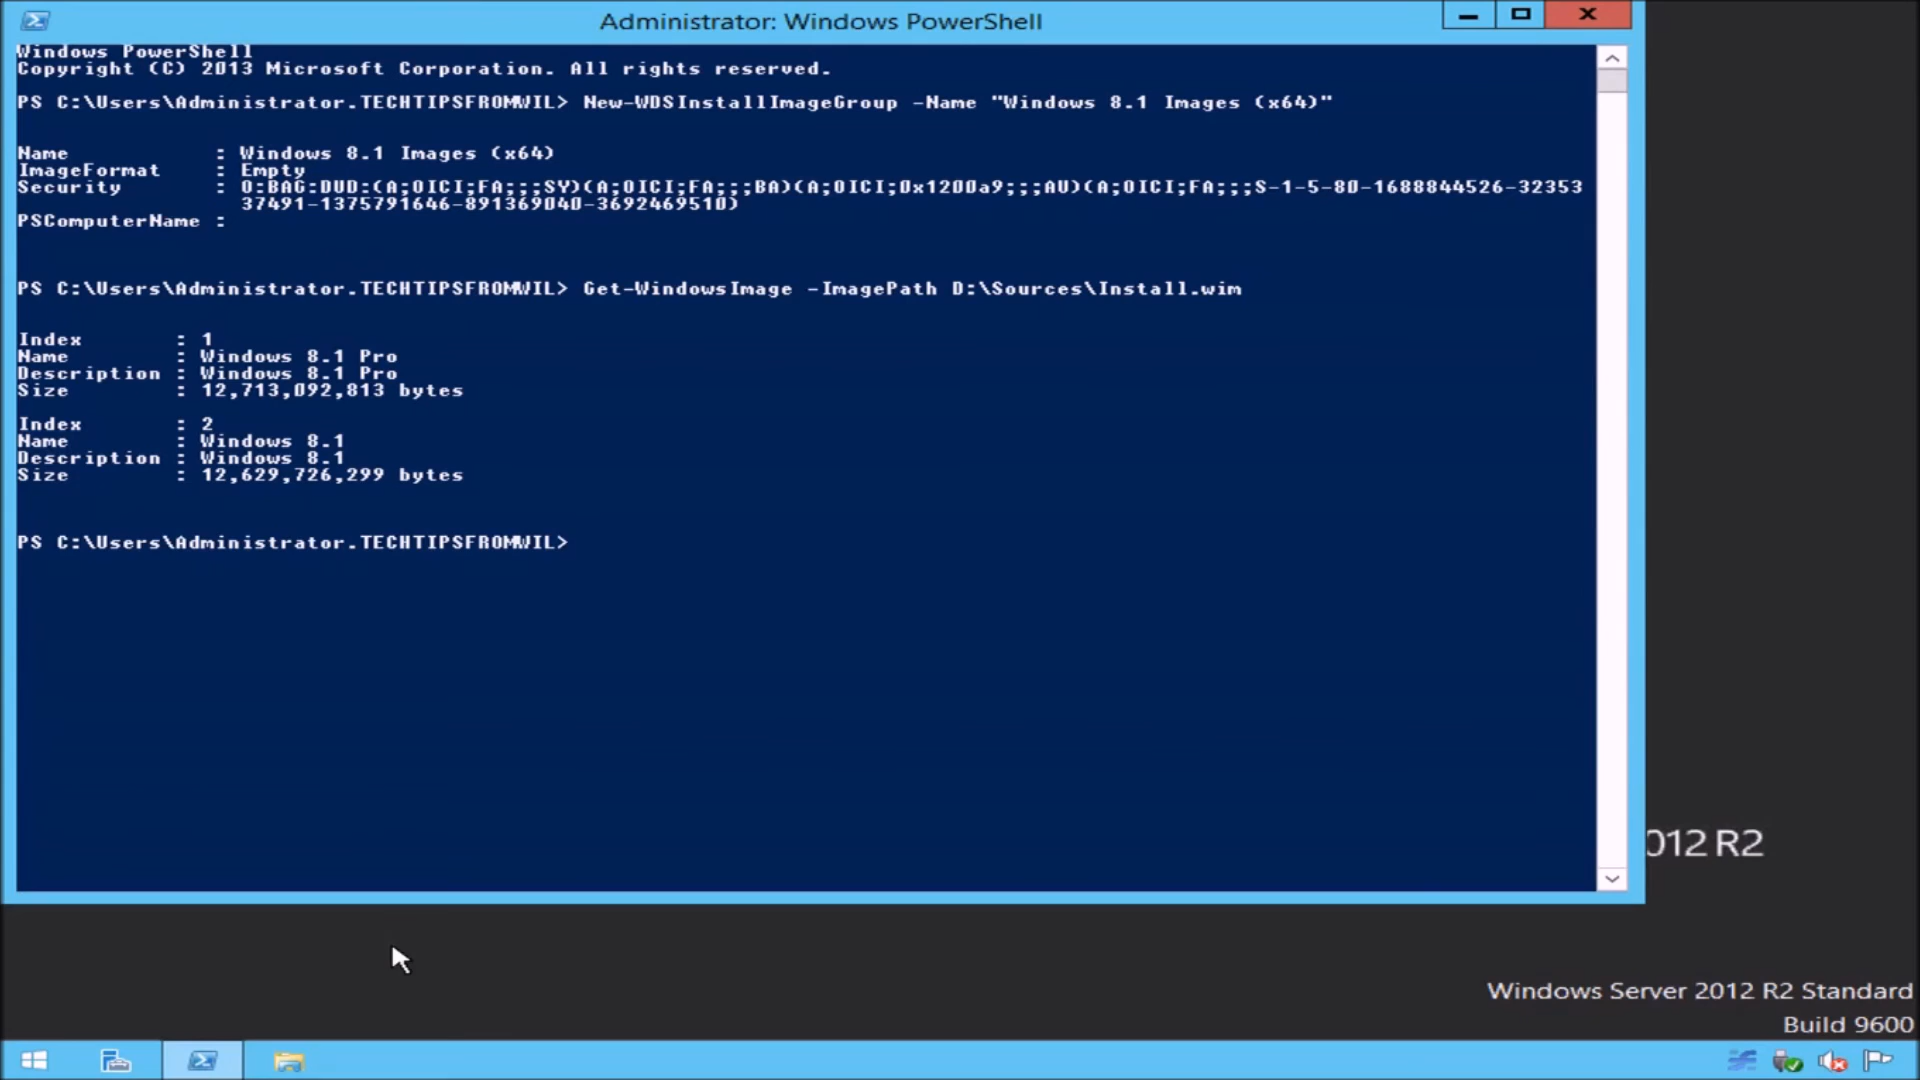 Administrator: Windows PowerShell
Windows PowerShell
Copyright (C) 2013 Microsoft Corporation. All rights reserved.
PS C:\Users\Administrator.TECHTIPSFROMWIL> New-WDSInstallImageGroup -Name "Windows 8.1 Images (x64)"
Name : Windows 8.1 Images (x64)
ImageFormat : Empty
Security : O:BAG:DUD:(A;OICI;FA;;;SY)(A;OICI;FA;;;BA)(A;OICI;0x1200a9;;;AU)(A;OICI;FA;;;S-1-5-80-1688844526-32353
37491-1375791646-891369040-3692469510)
PSComputerName :
PS C:\Users\Administrator.TECHTIPSFROMWIL> Get-WindowsImage -ImagePath D:\Sources\Install.wim
Index : 1
Name : Windows 8.1 Pro
Description : Windows 8.1 Pro
Size : 12,713,092,813 bytes
Index : 2
Name : Windows 8.1
Description : Windows 8.1
Size : 12,629,726,299 bytes
PS C:\Users\Administrator.TECHTIPSFROMWIL>
012 R2
Windows Server 2012 R2 Standard
Build 9600